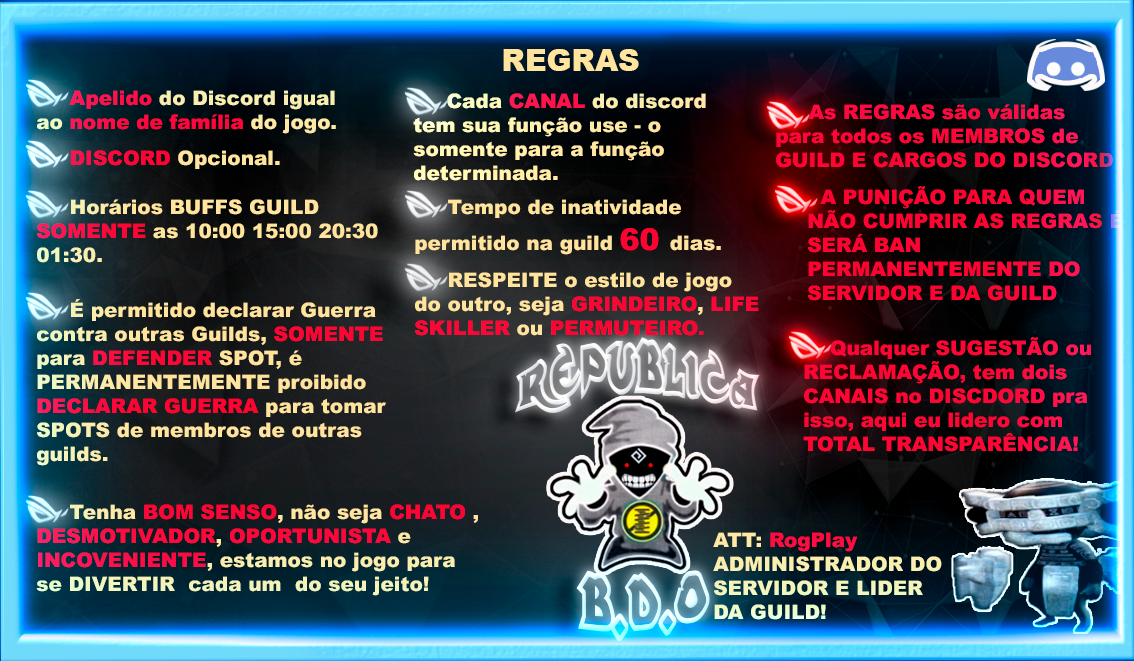 REGRAS
Apelido do Discord igual
ao nome de família do jogo.
DISCORD Opcional.
Horários BUFFS GUILD
SOMENTE as 10:00 15:00 20:30
01:30.
É permitido declarar Guerra
contra outras Guilds, SOMENTE
para DEFENDER SPOT, é
PERMANENTEMENTE proibido
DECLARAR GUERRA para tomar
SPOTS de membros de outras
guilds.
Tenha BOM SENSO, não seja CHATO ,
DESMOTIVADOR, OPORTUNISTA e
INCOVENIENTE, estamos no jogo para
se DIVERTIR cada um do seu jeito!
Cada CANAL do discord
tem sua função use - o
somente para a função
determinada.
Tempo de inatividade
permitido na guild 60 dias.
RESPEITE o estilo de jogo
do outro, seja GRINDEIRO, LIFE
SKILLER ou PERMUTEIRO.
REPUBLICA
B.D.O
As REGRAS são válidas
para todos os MEMBROS de
GUILD E CARGOS DO DISCORD
A PUNIÇÃO PARA QUEM
NÃO CUMPRIR AS REGRAS E
SERÁ BAN
PERMANENTEMENTE DO
SERVIDOR E DA GUILD
Qualquer SUGESTÃO ou
RECLAMAÇÃO, tem dois
CANAIS no DISCDORD pra
isso, aqui eu lidero com
TOTAL TRANSPARÊNCIA!
ATT: RogPlay
ADMINISTRADOR DO
SERVIDOR E LIDER
DA GUILD!